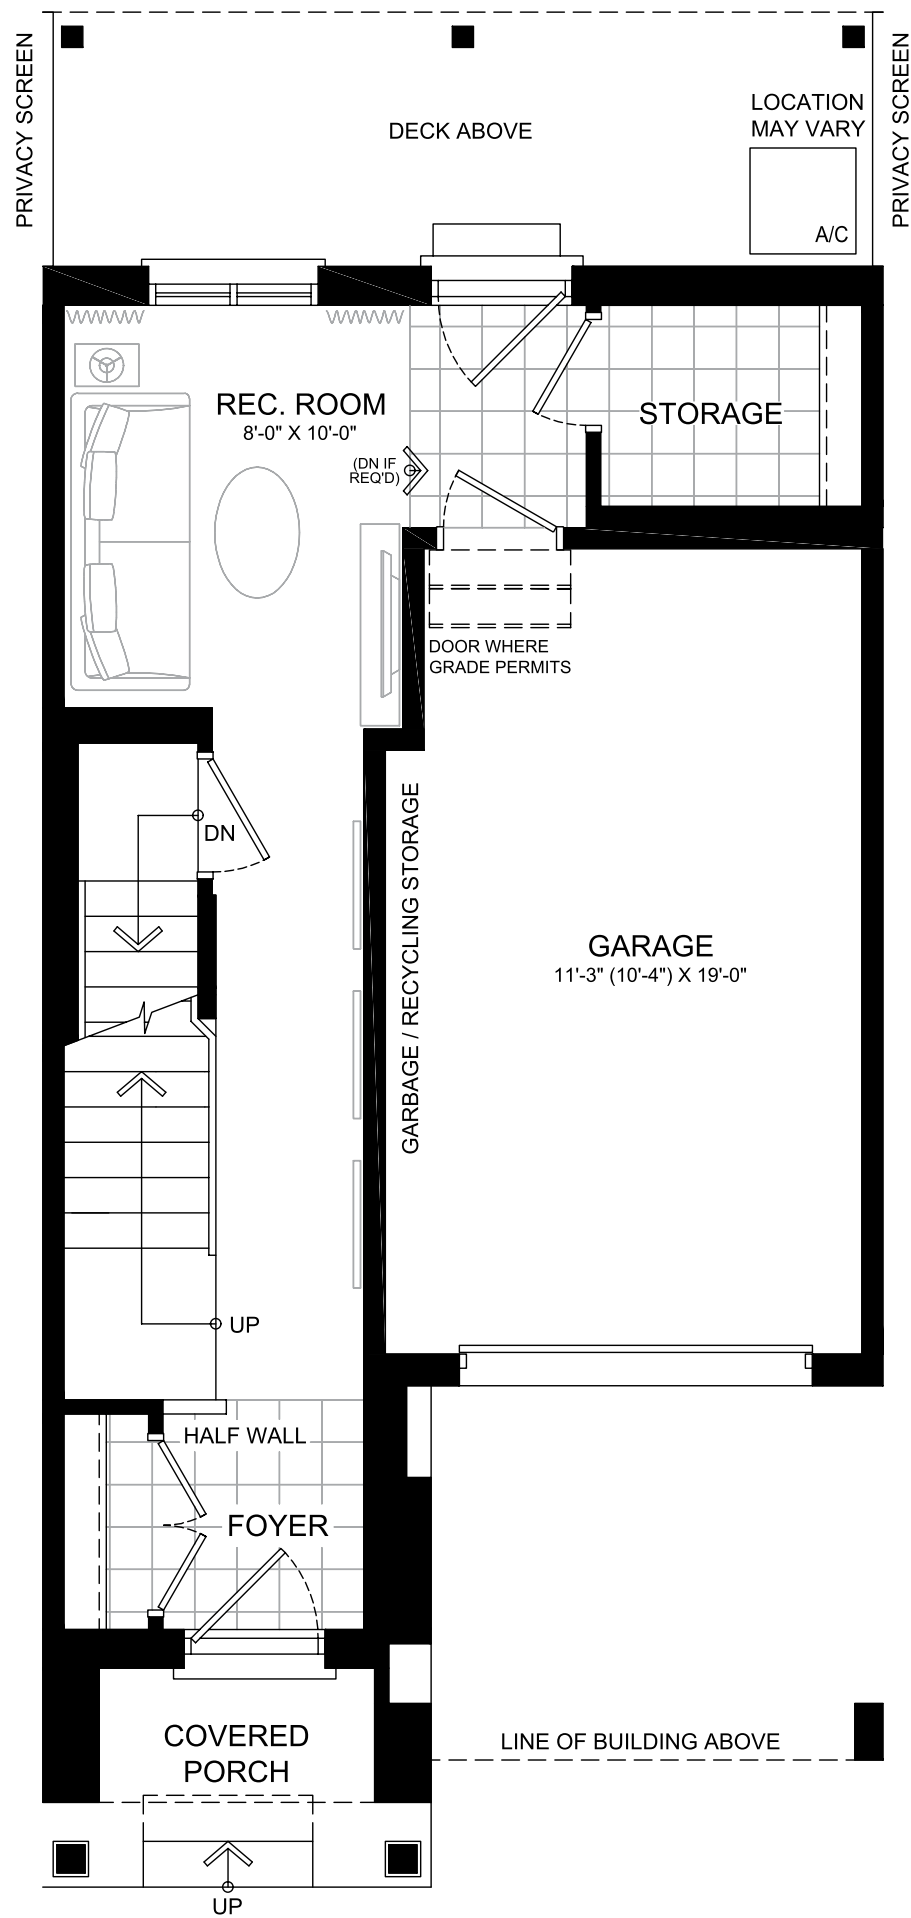 PRIVACY SCREEN
DECK ABOVE
LOCATION
MAY VARY
A/C
PRIVACY SCREEN
REC. ROOM
8'-0" X 10'-0"
(DN IF
REQ'D)
STORAGE
DOOR WHERE
GRADE PERMITS
DN
GARBAGE / RECYCLING STORAGE
GARAGE
11'-3" (10'-4") X 19'-0"
UP
HALF WALL
FOYER
COVERED
PORCH
LINE OF BUILDING ABOVE
UP